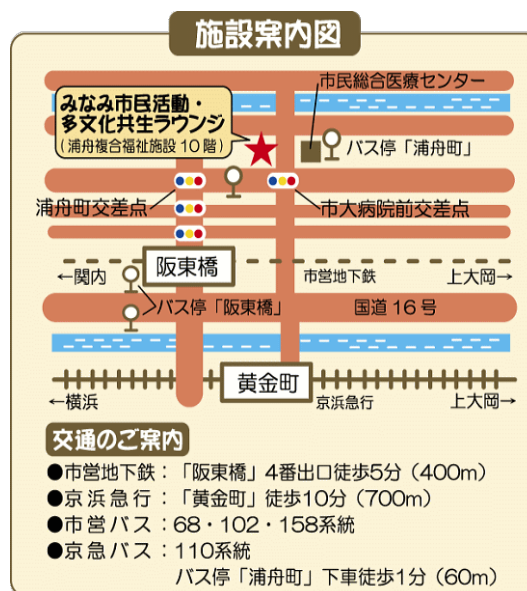 施設案内図
市民総合医療センター
みなみ市民活動・
多文化共生ラウンジ
(浦舟複合福祉施設10階)
バス停「浦舟町」
浦舟町交差点
市大病院前交差点
阪東橋
←関内
市営地下鉄
上大岡→
バス停「阪東橋」
国道16号
黄金町
←横浜
京浜急行
上大岡→
交通のご案内
●市営地下鉄：「阪東橋」4番出口徒歩5分（400m）
●京浜急行：「黄金町」徒歩10分（700m）
●市営バス：68・102・158系統
●京急バス：110系統
バス停「浦舟町」下車徒歩1分（60m）